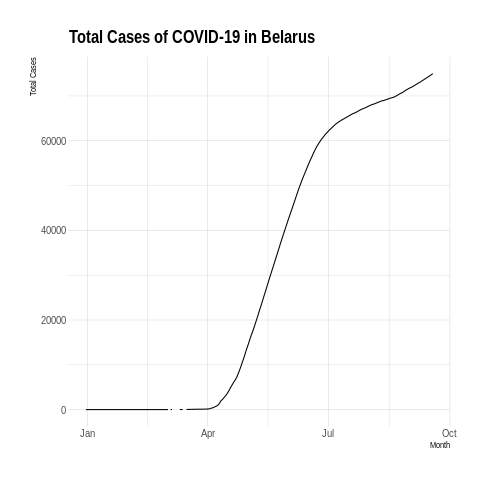 Total Cases of COVID-19 in Belarus
Total Cases
60000
40000
20000
0
Jan Apr Jul Oct
Month